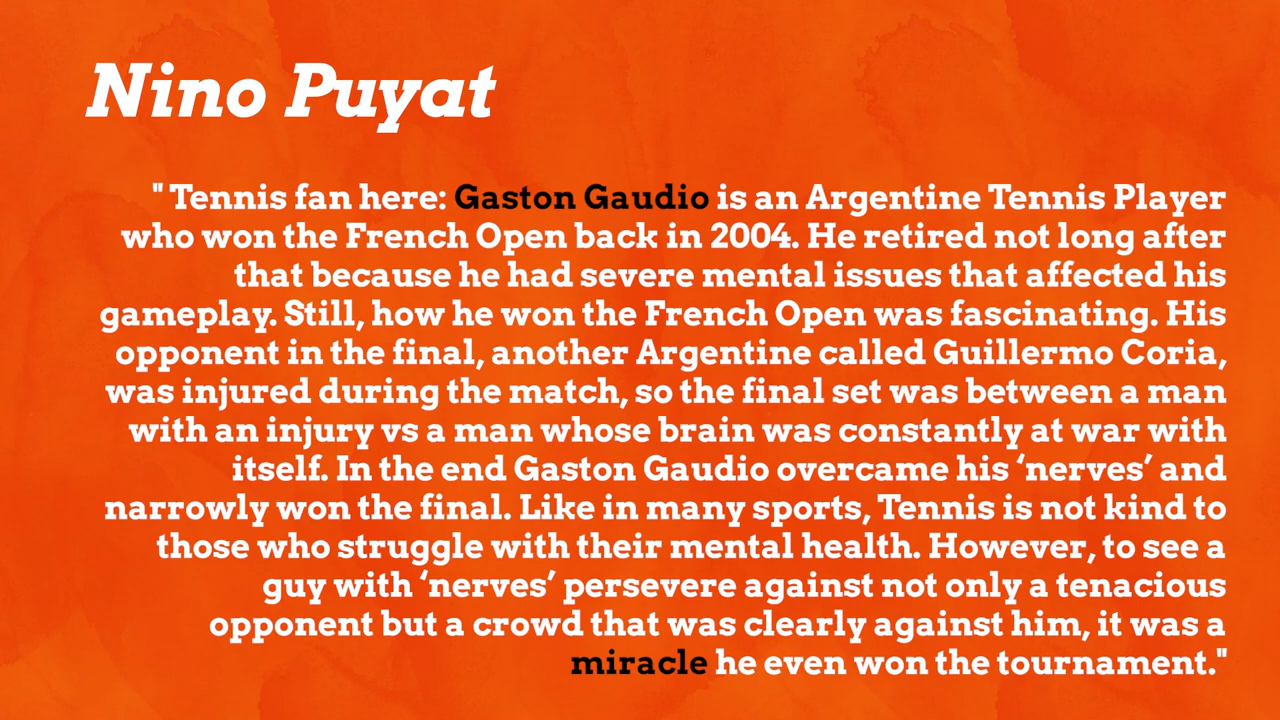 Nino Puyat
" Tennis fan here: Gaston Gaudio is an Argentine Tennis Player
who won the French Open back in 2004. He retired not long after
that because he had severe mental issues that affected his
gameplay. Still, how he won the French Open was fascinating. His
opponent in the final, another Argentine called Guillermo Coria,
was injured during the match, so the final set was between a man
with an injury vs a man whose brain was constantly at war with
itself. In the end Gaston Gaudio overcame his ‘nerves’ and
narrowly won the final. Like in many sports, Tennis is not kind to
those who struggle with their mental health. However, to see a
guy with ‘nerves’ persevere against not only a tenacious
opponent but a crowd that was clearly against him, it was a
miracle he even won the tournament."